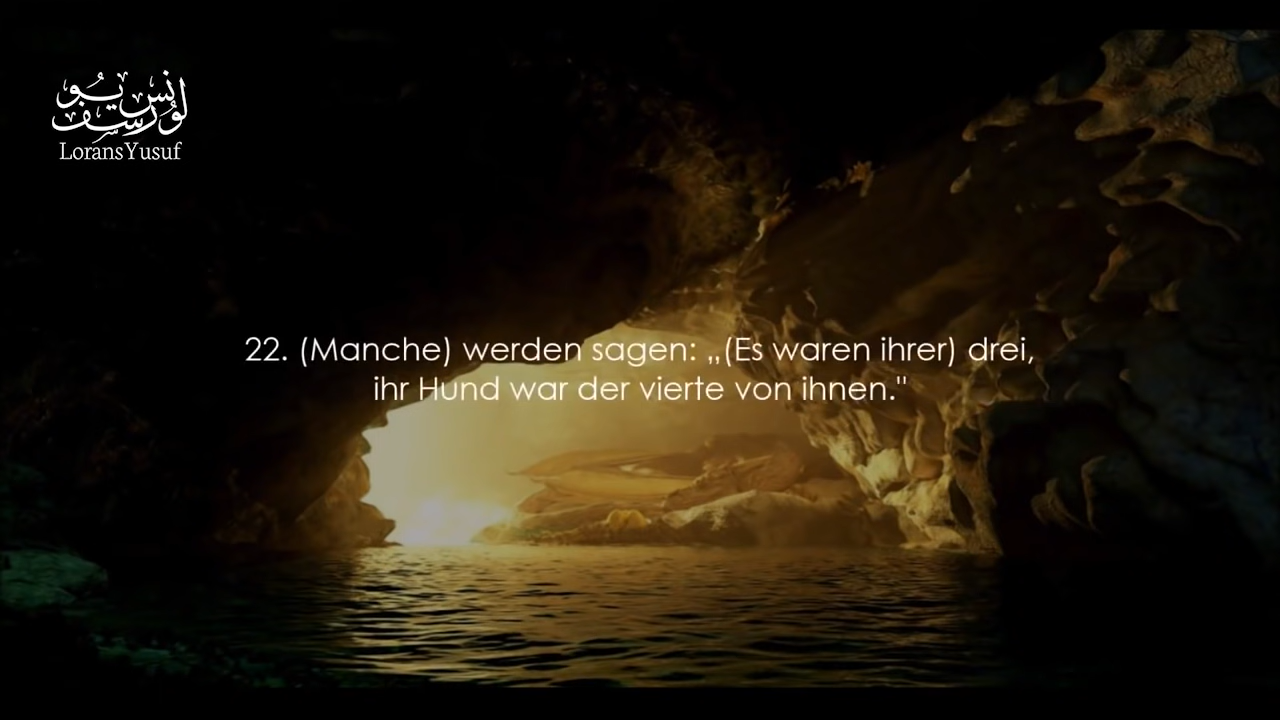 لورنس يوسف
LoransYusuf
22. (Manche) werden sagen: „(Es waren ihrer) drei,
ihr Hund war der vierte von ihnen."